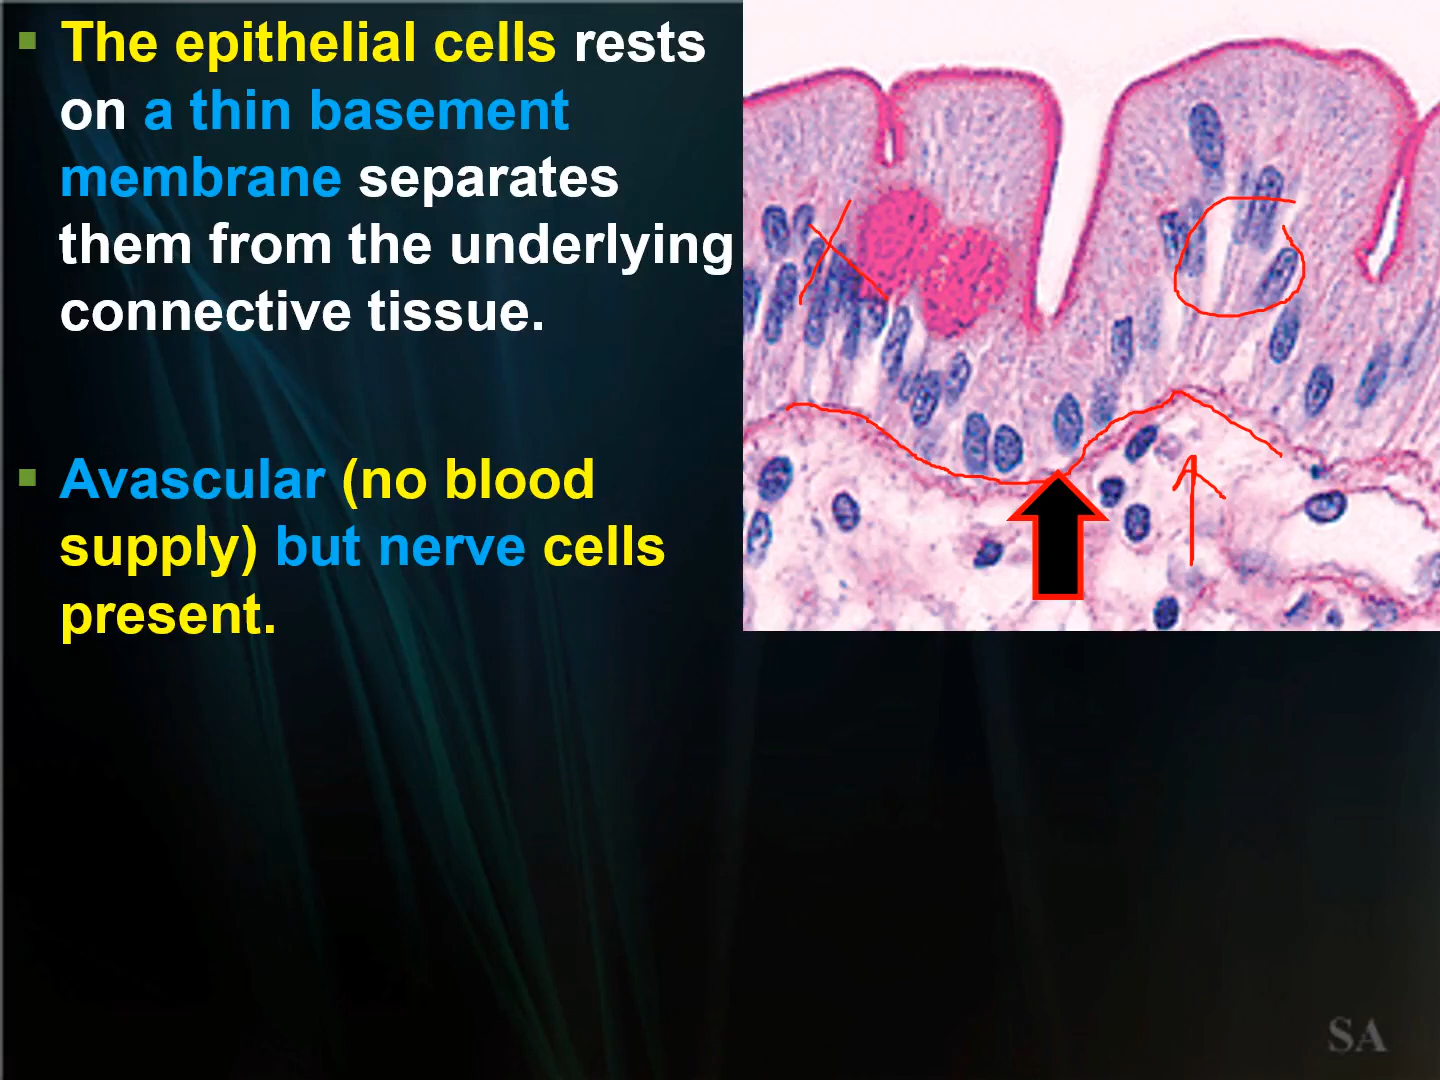 The epithelial cells rests
on a thin basement
membrane separates
them from the underlying
connective tissue.
Avascular (no blood
supply) but nerve cells
present.
SA